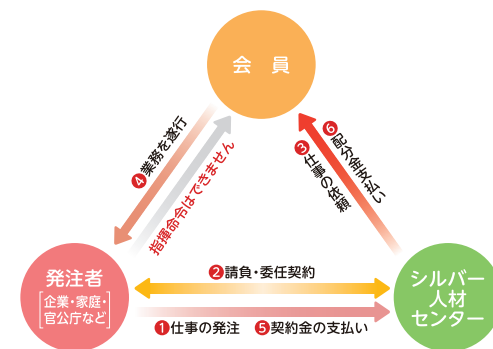 会員
❹業務を遂行
指揮命令はできません
❻配分金支払い
❸仕事の依頼
発注者
[企業・家庭・
官公庁など]
❷請負・委任契約
❶仕事の発注 ❺契約金の支払い
シルバー
人材
センター